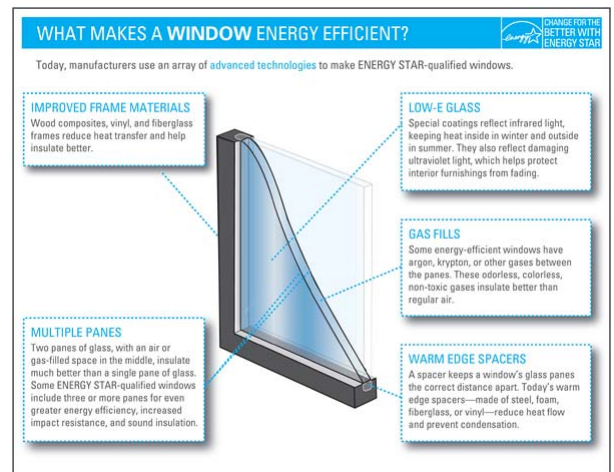 WHAT MAKES A WINDOW ENERGY EFFICIENT?
energy
CHANGE FOR THE
BETTER WITH
ENERGY STAR
Today, manufacturers use an array of advanced technologies to make ENERGY STAR-qualified windows.
IMPROVED FRAME MATERIALS
Wood composites, vinyl, and fiberglass
frames reduce heat transfer and help
insulate better.
LOW-E GLASS
Special coatings reflect infrared light,
keeping heat inside in winter and outside
in summer. They also reflect damaging
ultraviolet light, which helps protect
interior furnishings from fading.
GAS FILLS
Some energy-efficient windows have
argon, krypton, or other gases between
the panes. These odorless, colorless,
non-toxic gases insulate better than
regular air.
MULTIPLE PANES
Two panes of glass, with an air or
gas-filled space in the middle, insulate
much better than a single pane of glass.
Some ENERGY STAR-qualified windows
include three or more panes for even
greater energy efficiency, increased
impact resistance, and sound insulation.
WARM EDGE SPACERS
A spacer keeps a window's glass panes
the correct distance apart. Today's warm
edge spacers—made of steel, foam,
fiberglass, or vinyl—reduce heat flow
and prevent condensation.